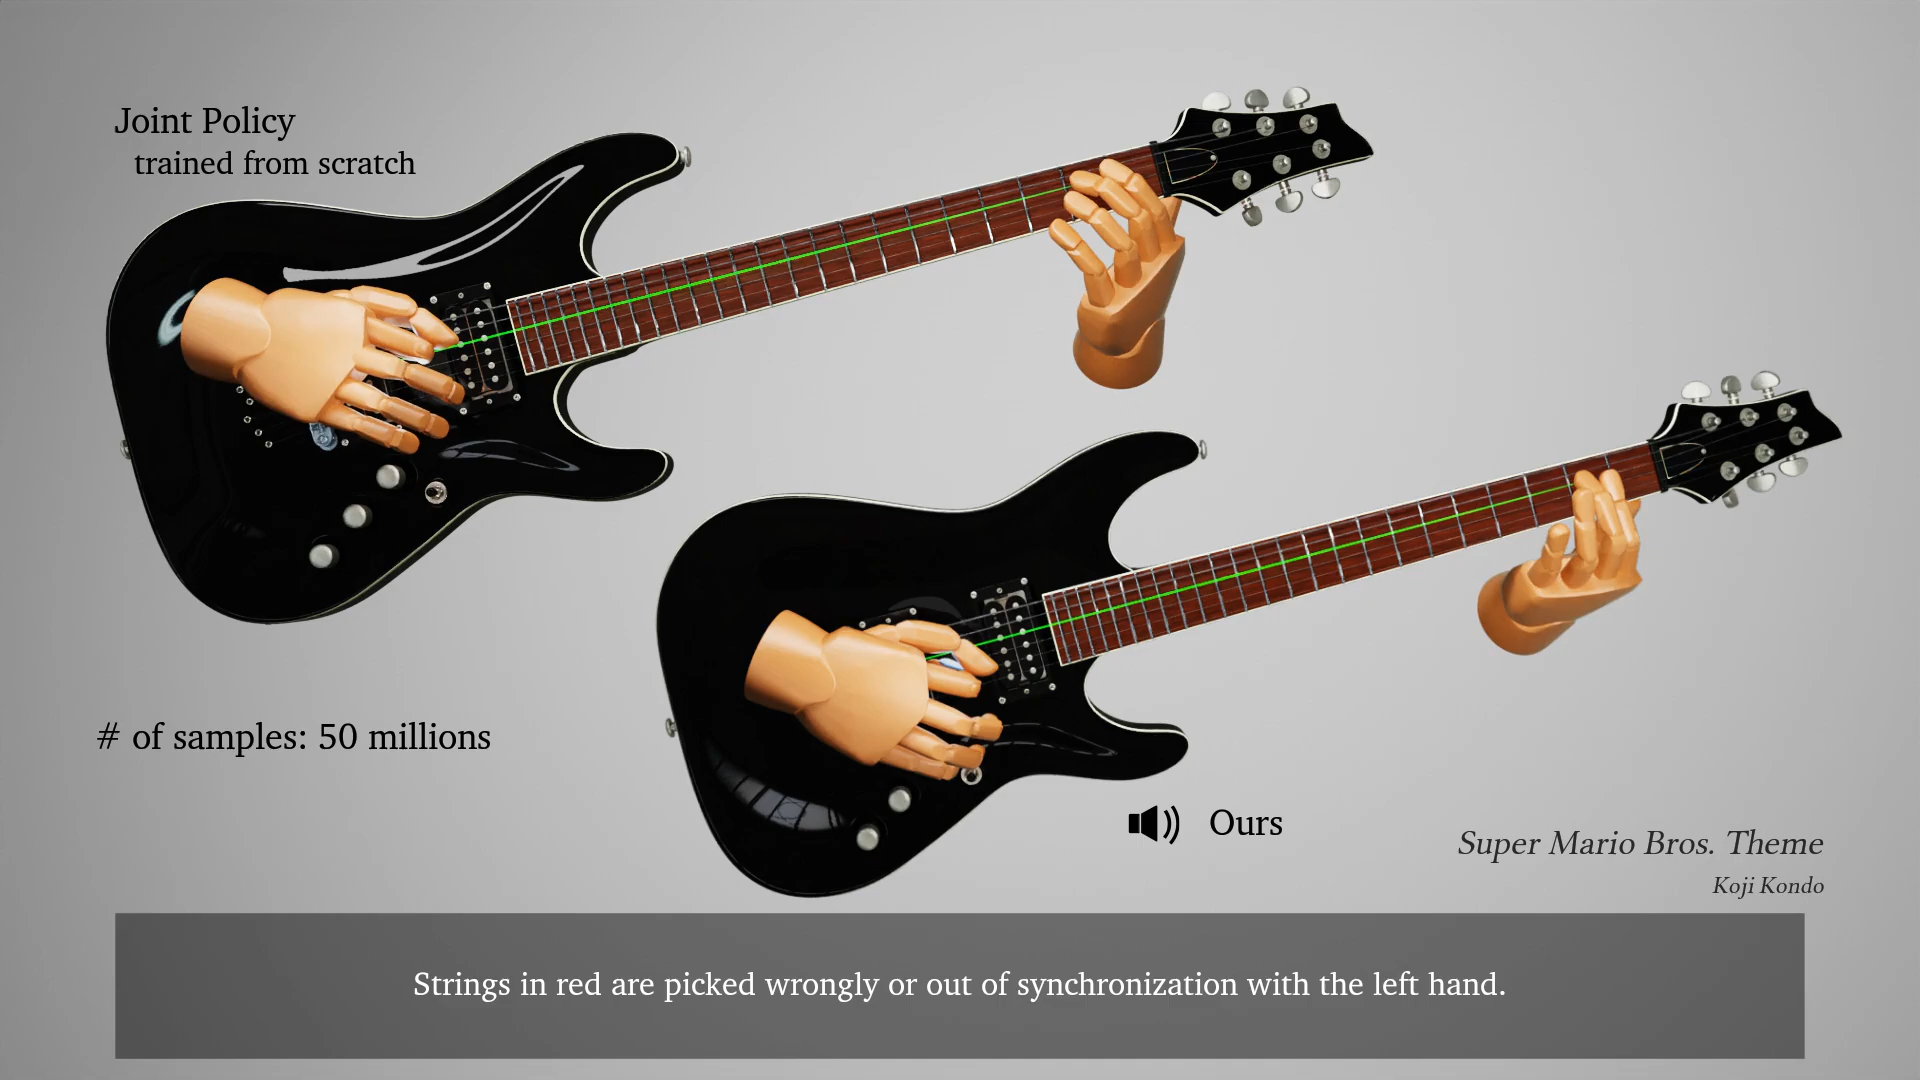 Joint Policy
trained from scratch
# of samples: 50 millions
Ours
Super Mario Bros. Theme
Koji Kondo
Strings in red are picked wrongly or out of synchronization with the left hand.